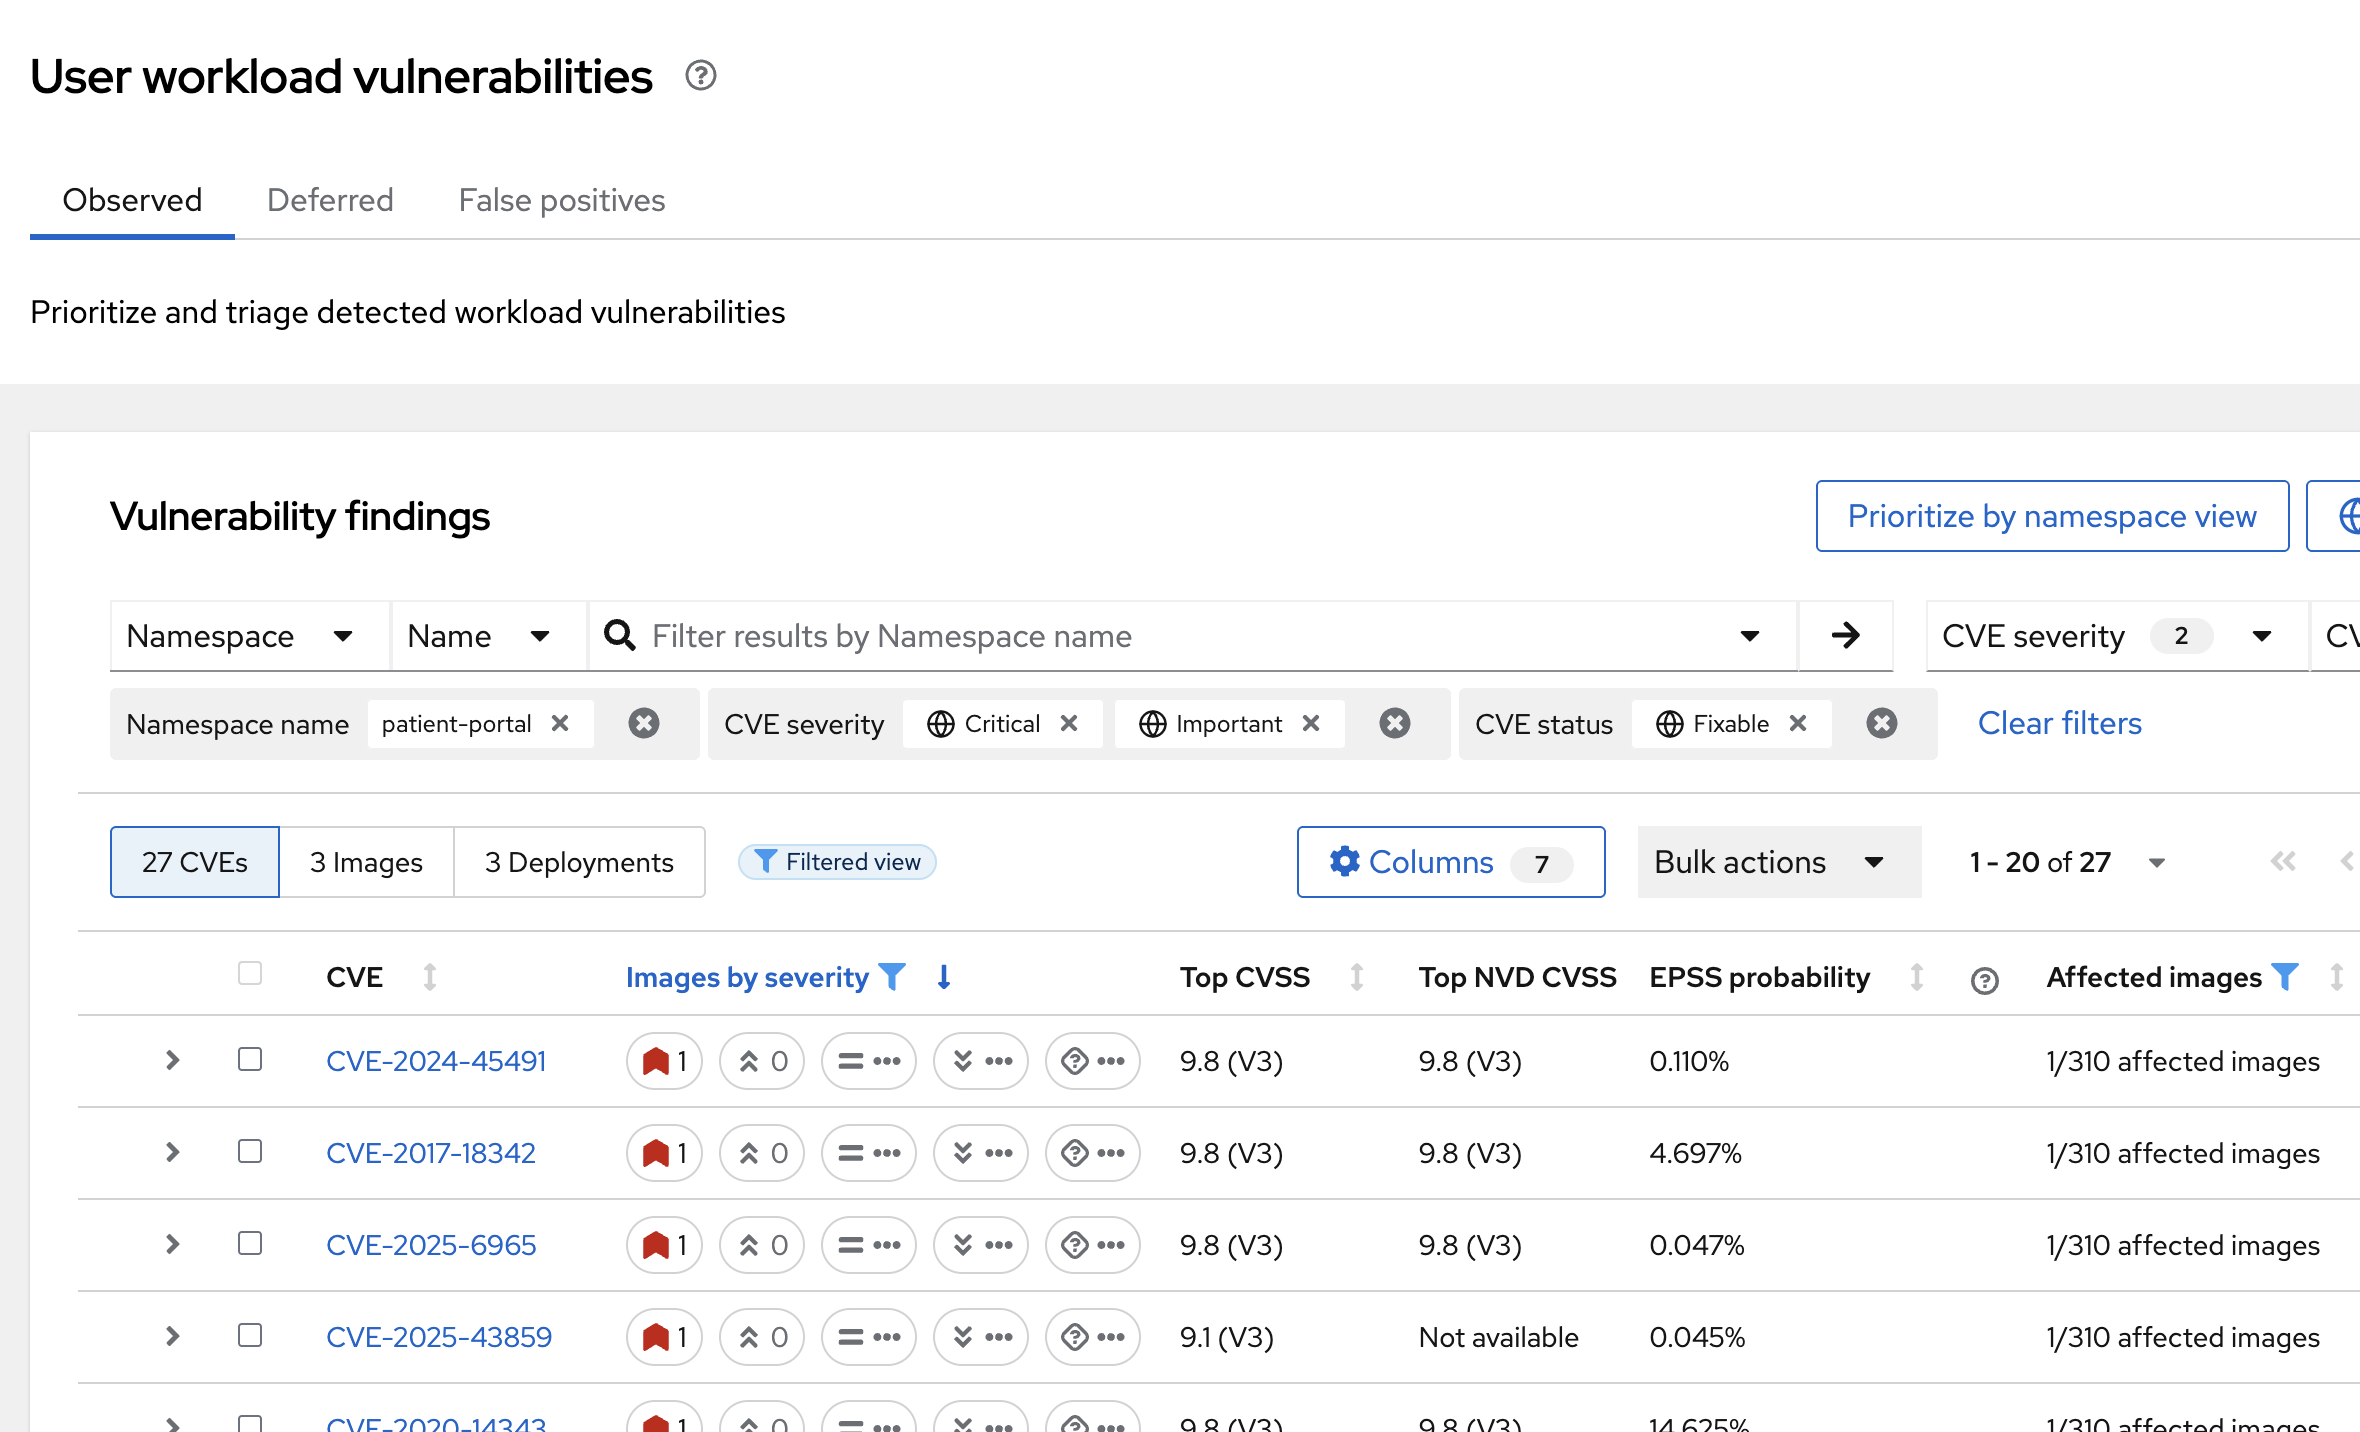 User workload vulnerabilities
Observed Deferred False positives
Prioritize and triage detected workload vulnerabilities
Vulnerability findings Prioritize by namespace view
Namespace Name Filter results by Namespace name CVE severity 2 CV
Namespace name patient-portal CVE severity Critical Important CVE status Fixable Clear filters
27 CVEs 3 Images 3 Deployments Filtered view Columns 7 Bulk actions 1 - 20 of 27
CVE Images by severity Top CVSS Top NVD CVSS EPSS probability Affected images
CVE-2024-45491 1 0 ••• ••• ••• 9.8 (V3) 9.8 (V3) 0.110% 1/310 affected images
CVE-2017-18342 1 0 ••• ••• ••• 9.8 (V3) 9.8 (V3) 4.697% 1/310 affected images
CVE-2025-6965 1 0 ••• ••• ••• 9.8 (V3) 9.8 (V3) 0.047% 1/310 affected images
CVE-2025-43859 1 0 ••• ••• ••• 9.1 (V3) Not available 0.045% 1/310 affected images
CVE-2020-14343 1 0 ••• ••• ••• 9.8 (V3) 9.8 (V3) 14.625% 1/310 affected images